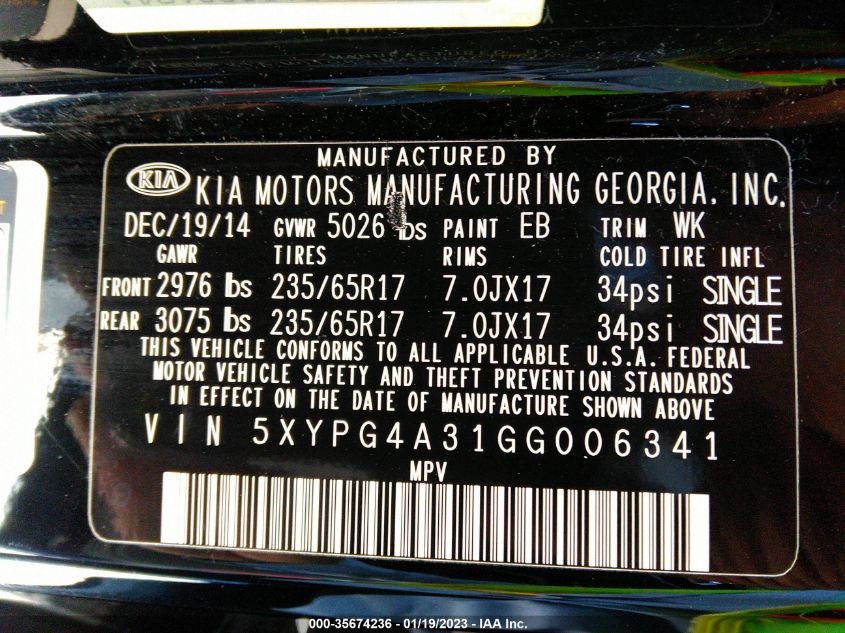 MANUFACTURED BY
KIA KIA MOTORS MANUFACTURING GEORGIA, INC.
DEC/19/14 GVWR 5026 lbs PAINT EB TRIM WK
GAWR TIRES RIMS COLD TIRE INFL
FRONT 2976 lbs 235/65R17 7.0JX17 34psi SINGLE
REAR 3075 lbs 235/65R17 7.0JX17 34psi SINGLE
THIS VEHICLE CONFORMS TO ALL APPLICABLE U.S.A. FEDERAL
MOTOR VEHICLE SAFETY AND THEFT PREVENTION STANDARDS
IN EFFECT ON THE DATE OF MANUFACTURE SHOWN ABOVE
VIN 5XYPG4A31GG006341
MPV
000-35674236 - 01/19/2023 - IAA Inc.